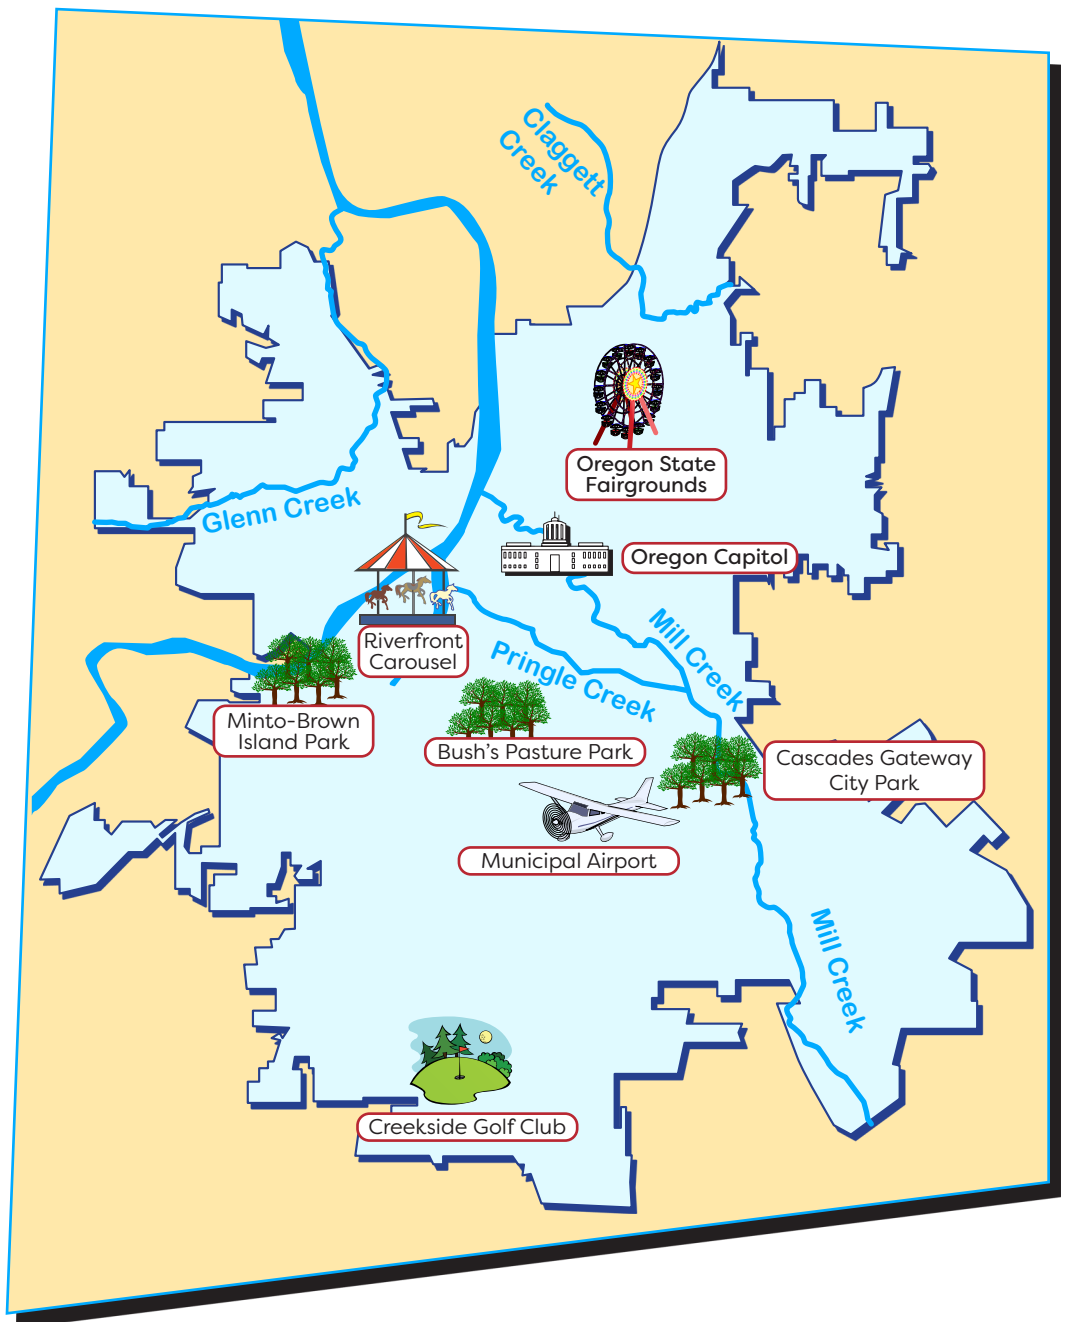 Claggett
Creek
Oregon State
Fairgrounds
Glenn Creek
Oregon Capitol
Riverfront
Carousel
Mill Creek
Pringle Creek
Minto-Brown
Island Park
Bush's Pasture Park
Cascades Gateway
City Park
Municipal Airport
Mill Creek
Creekside Golf Club